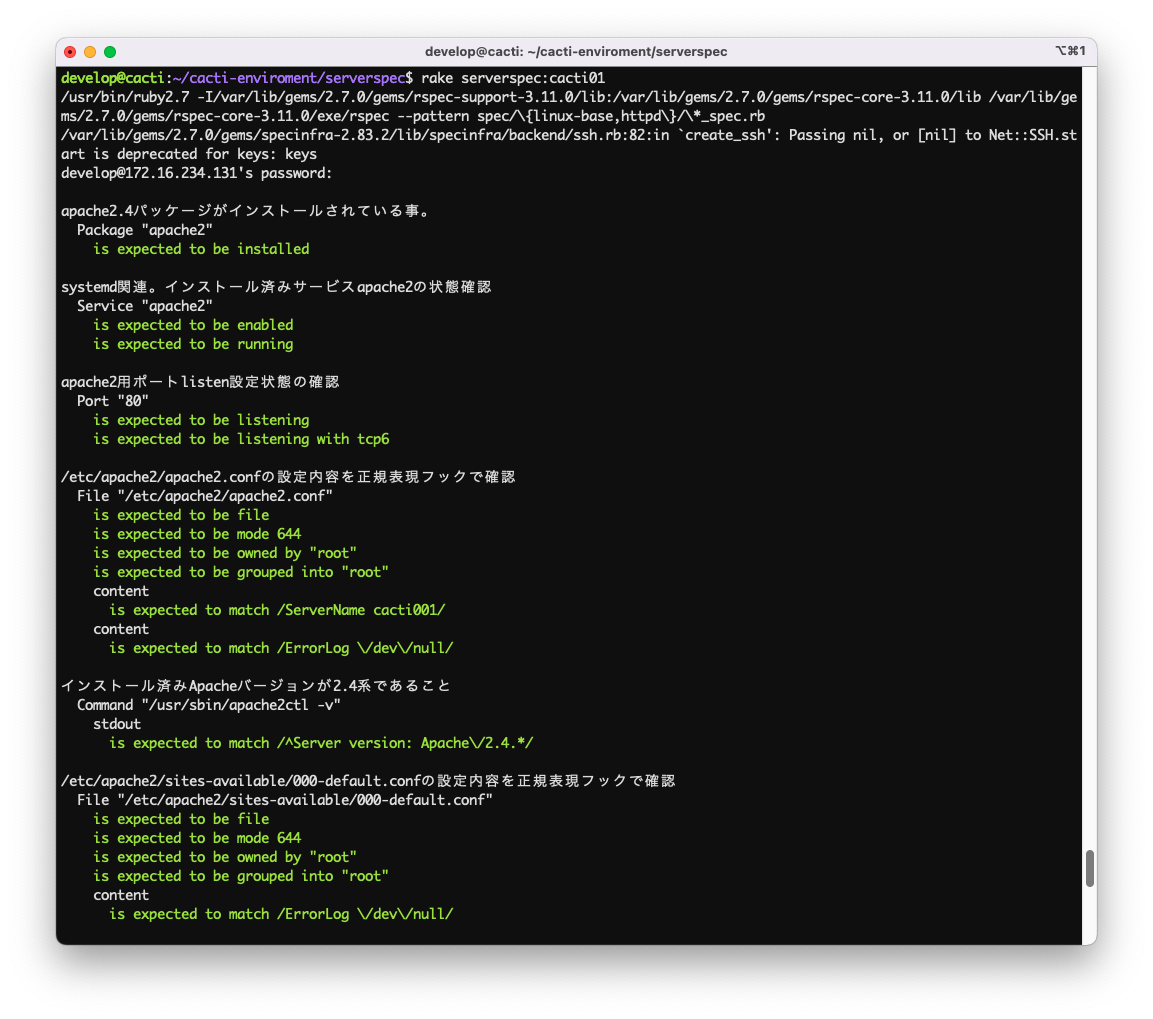 develop@cacti: ~/cacti-enviroment/serverspec
⌥⌘1
develop@cacti:~/cacti-enviroment/serverspec$ rake serverspec:cacti01
/usr/bin/ruby2.7 -I/var/lib/gems/2.7.0/gems/rspec-support-3.11.0/lib:/var/lib/gems/2.7.0/gems/rspec-core-3.11.0/lib /var/lib/ge
ms/2.7.0/gems/rspec-core-3.11.0/exe/rspec --pattern spec/\{linux-base,httpd\}/\*_spec.rb
/var/lib/gems/2.7.0/gems/specinfra-2.83.2/lib/specinfra/backend/ssh.rb:82:in `create_ssh': Passing nil, or [nil] to Net::SSH.st
art is deprecated for keys: keys
develop@172.16.234.131's password:
apache2.4パッケージがインストールされている事。
Package "apache2"
is expected to be installed
systemd関連。インストール済みサービスapache2の状態確認
Service "apache2"
is expected to be enabled
is expected to be running
apache2用ポートlisten設定状態の確認
Port "80"
is expected to be listening
is expected to be listening with tcp6
/etc/apache2/apache2.confの設定内容を正規表現フックで確認
File "/etc/apache2/apache2.conf"
is expected to be file
is expected to be mode 644
is expected to be owned by "root"
is expected to be grouped into "root"
content
is expected to match /ServerName cacti001/
content
is expected to match /ErrorLog \/dev\/null/
インストール済みApacheバージョンが2.4系であること
Command "/usr/sbin/apache2ctl -v"
stdout
is expected to match /^Server version: Apache\/2.4.*/
/etc/apache2/sites-available/000-default.confの設定内容を正規表現フックで確認
File "/etc/apache2/sites-available/000-default.conf"
is expected to be file
is expected to be mode 644
is expected to be owned by "root"
is expected to be grouped into "root"
content
is expected to match /ErrorLog \/dev\/null/